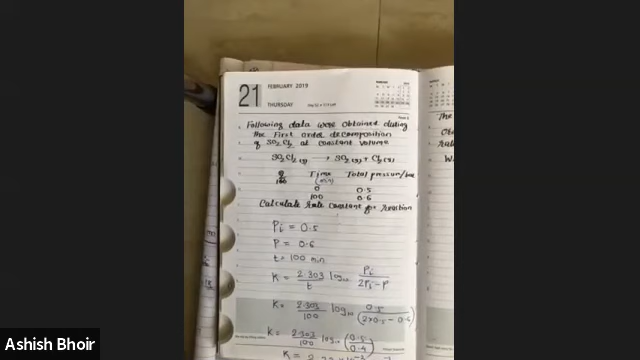 21
FEBRUARY 2019
THURSDAY
Following data were obtained during
the first order decomposition
of SO2Cl2 at constant volume
SO2Cl2(g) → SO2(g) + Cl2(g)
Time Total pressure/bar
0 0.5
100 0.6
Calculate rate constant for reaction
Pi = 0.5
P = 0.6
t = 100 min
K = 2.303/t log10 Pi/2Pi-P
K = 2.303/100 log10 0.5/(2x0.5-0.6)
K = 2.303/100 log10 (0.5/0.4)
K =
The
Ashish Bhoir